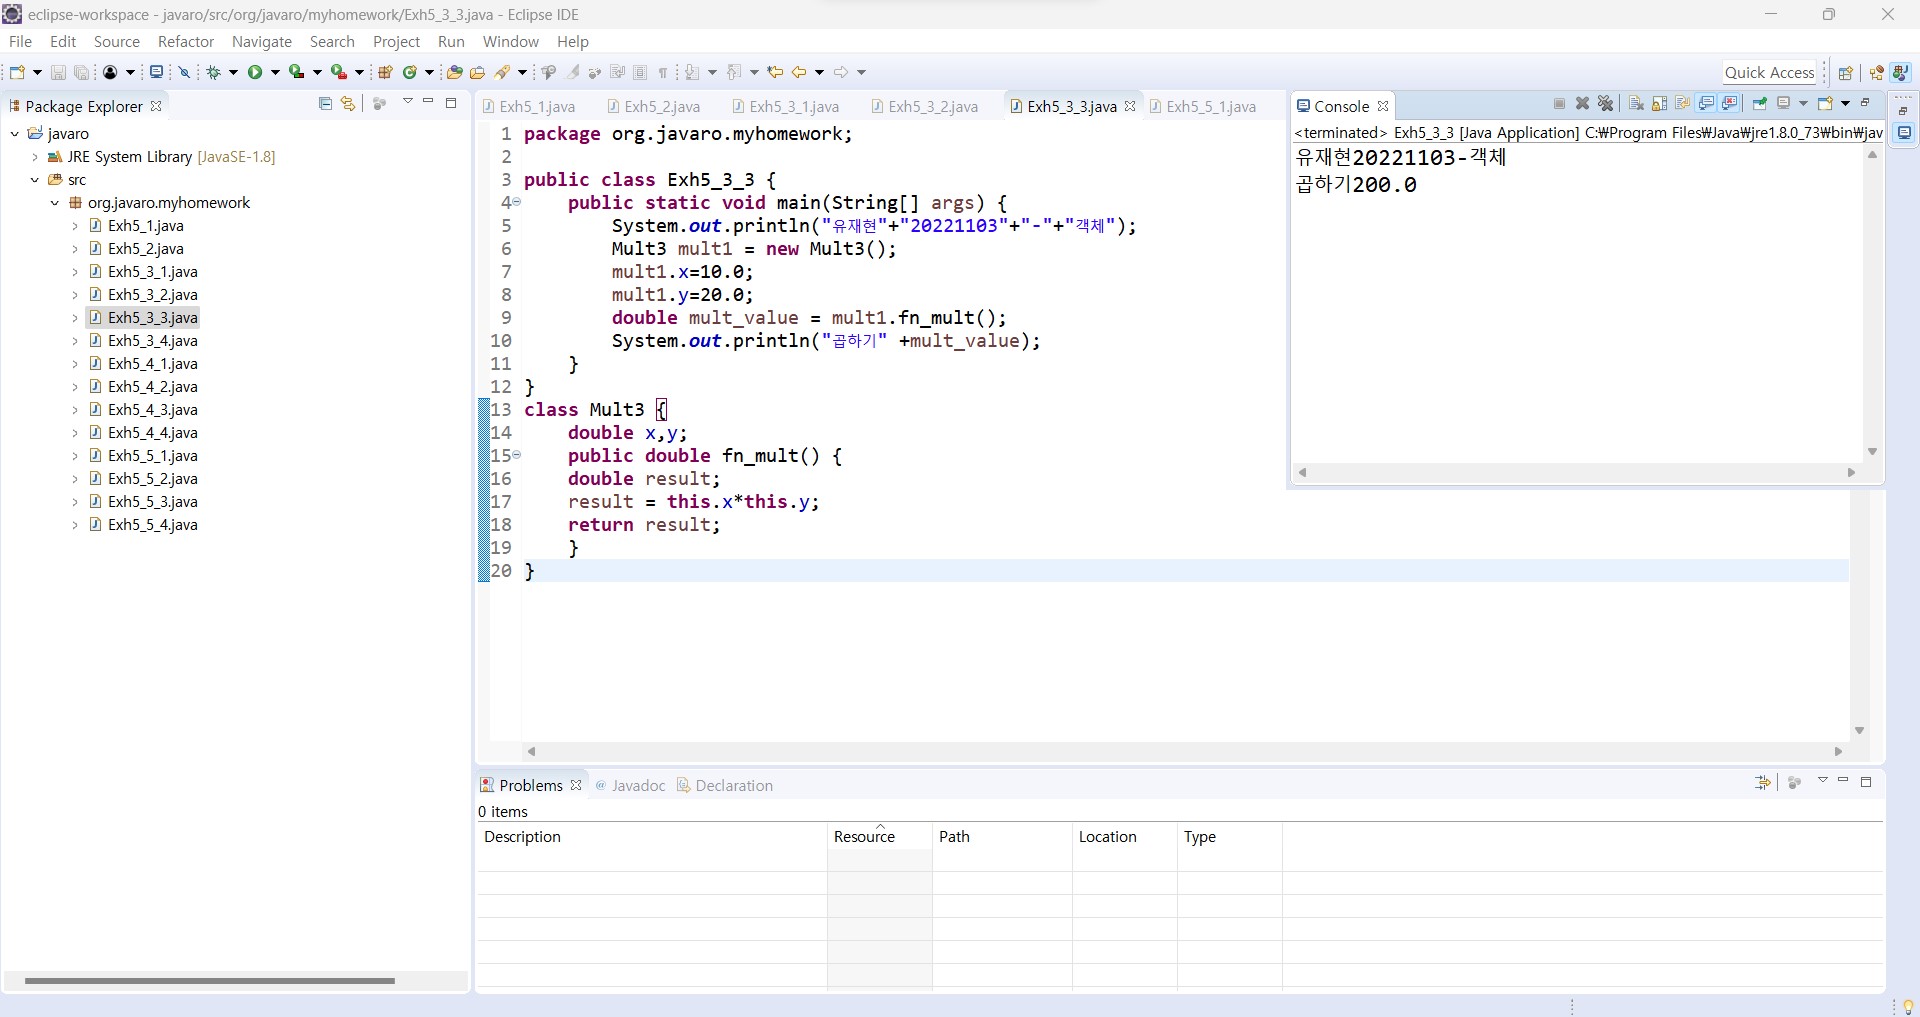 eclipse-workspace - javaro/src/org/javaro/myhomework/Exh5_3_3.java - Eclipse IDE
File Edit Source Refactor Navigate Search Project Run Window Help
Quick Access
Package Explorer
javaro
JRE System Library [JavaSE-1.8]
src
org.javaro.myhomework
Exh5_1.java
Exh5_2.java
Exh5_3_1.java
Exh5_3_2.java
Exh5_3_3.java
Exh5_3_4.java
Exh5_4_1.java
Exh5_4_2.java
Exh5_4_3.java
Exh5_4_4.java
Exh5_5_1.java
Exh5_5_2.java
Exh5_5_3.java
Exh5_5_4.java
Exh5_1.java Exh5_2.java Exh5_3_1.java Exh5_3_2.java Exh5_3_3.java Exh5_5_1.java
1 package org.javaro.myhomework;
2
3 public class Exh5_3_3 {
4 public static void main(String[] args) {
5 System.out.println("유재현"+"20221103"+"-"+"객체");
6 Mult3 mult1 = new Mult3();
7 mult1.x=10.0;
8 mult1.y=20.0;
9 double mult_value = mult1.fn_mult();
10 System.out.println("곱하기" +mult_value);
11 }
12 }
13 class Mult3 {
14 double x,y;
15 public double fn_mult() {
16 double result;
17 result = this.x*this.y;
18 return result;
19 }
20 }
Console
<terminated> Exh5_3_3 [Java Application] C:₩Program Files₩Java₩jre1.8.0_73₩bin₩jav
유재현20221103-객체
곱하기200.0
Problems @ Javadoc Declaration
0 items
Description Resource Path Location Type